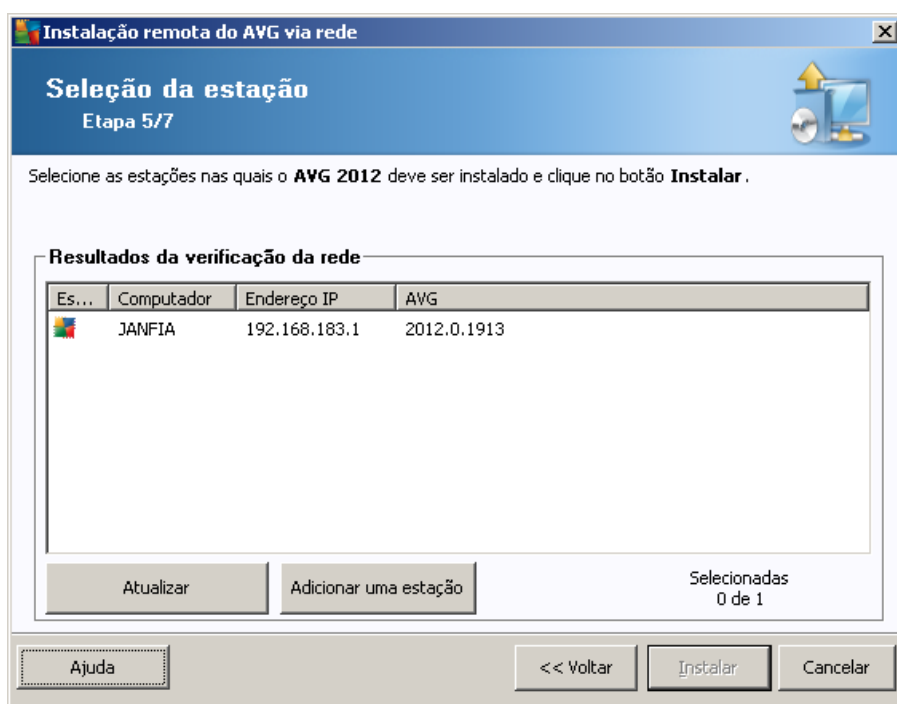 Instalação remota do AVG via rede
Seleção da estação
Etapa 5/7
Selecione as estações nas quais o AVG 2012 deve ser instalado e clique no botão Instalar.
Resultados da verificação da rede
Es... Computador Endereço IP AVG
JANFIA 192.168.183.1 2012.0.1913
Atualizar Adicionar uma estação Selecionadas
0 de 1
Ajuda << Voltar Instalar Cancelar